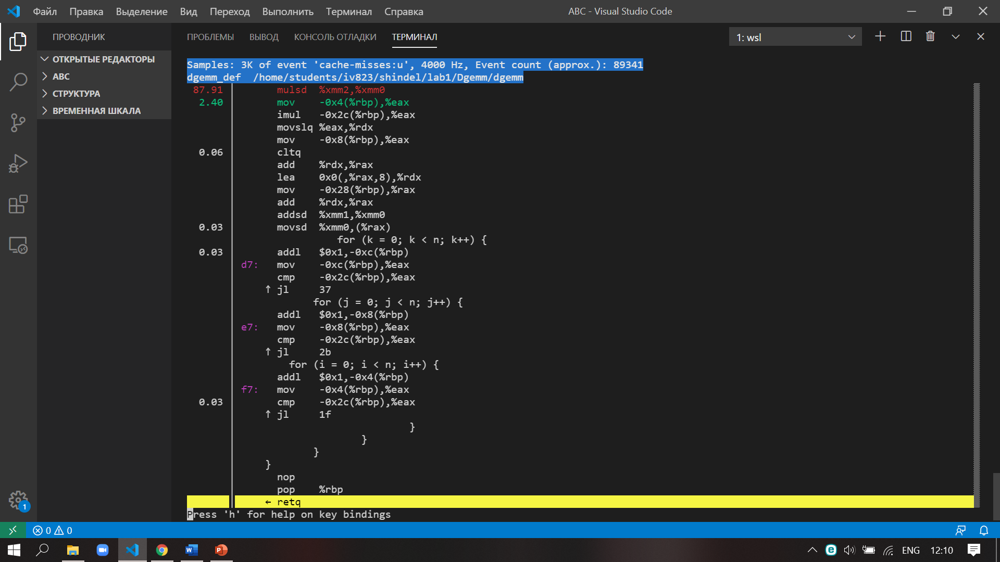 Файл Правка Выделение Вид Переход Выполнить Терминал Справка
ABC - Visual Studio Code
ПРОВОДНИК
ОТКРЫТЫЕ РЕДАКТОРЫ
ABC
СТРУКТУРА
ВРЕМЕННАЯ ШКАЛА
1
ПРОБЛЕМЫ ВЫВОД КОНСОЛЬ ОТЛАДКИ ТЕРМИНАЛ
1: wsl
Samples: 3K of event 'cache-misses:u', 4000 Hz, Event count (approx.): 89341
dgemm_def /home/students/iv823/shindel/lab1/Dgemm/dgemm
87.91 mulsd %xmm2,%xmm0
2.40 mov -0x4(%rbp),%eax
imul -0x2c(%rbp),%eax
movslq %eax,%rdx
mov -0x8(%rbp),%eax
0.06 cltq
add %rdx,%rax
lea 0x0(,%rax,8),%rdx
mov -0x28(%rbp),%rax
add %rdx,%rax
addsd %xmm1,%xmm0
0.03 movsd %xmm0,(%rax)
for (k = 0; k < n; k++) {
0.03 addl $0x1,-0xc(%rbp)
d7: mov -0xc(%rbp),%eax
cmp -0x2c(%rbp),%eax
↑ jl 37
for (j = 0; j < n; j++) {
addl $0x1,-0x8(%rbp)
e7: mov -0x8(%rbp),%eax
cmp -0x2c(%rbp),%eax
↑ jl 2b
for (i = 0; i < n; i++) {
addl $0x1,-0x4(%rbp)
f7: mov -0x4(%rbp),%eax
0.03 cmp -0x2c(%rbp),%eax
↑ jl 1f
}
}
}
}
nop
pop %rbp
← retq
Press 'h' for help on key bindings
0 0
ENG 12:10